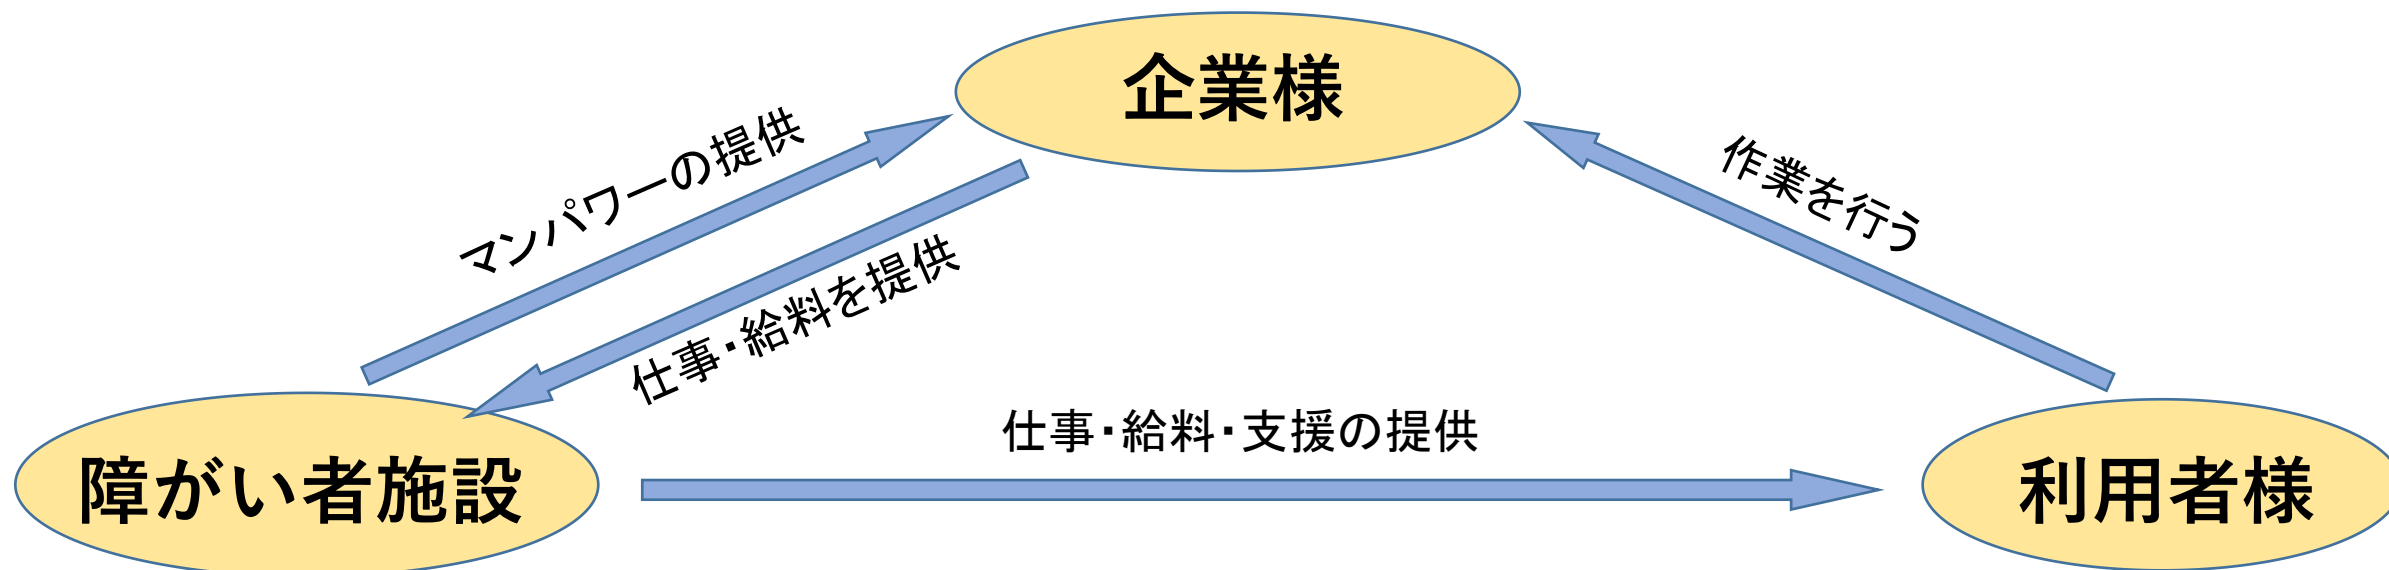 企業様
マンパワーの提供
作業を行う
仕事・給料を提供
仕事・給料・支援の提供
障がい者施設
利用者様